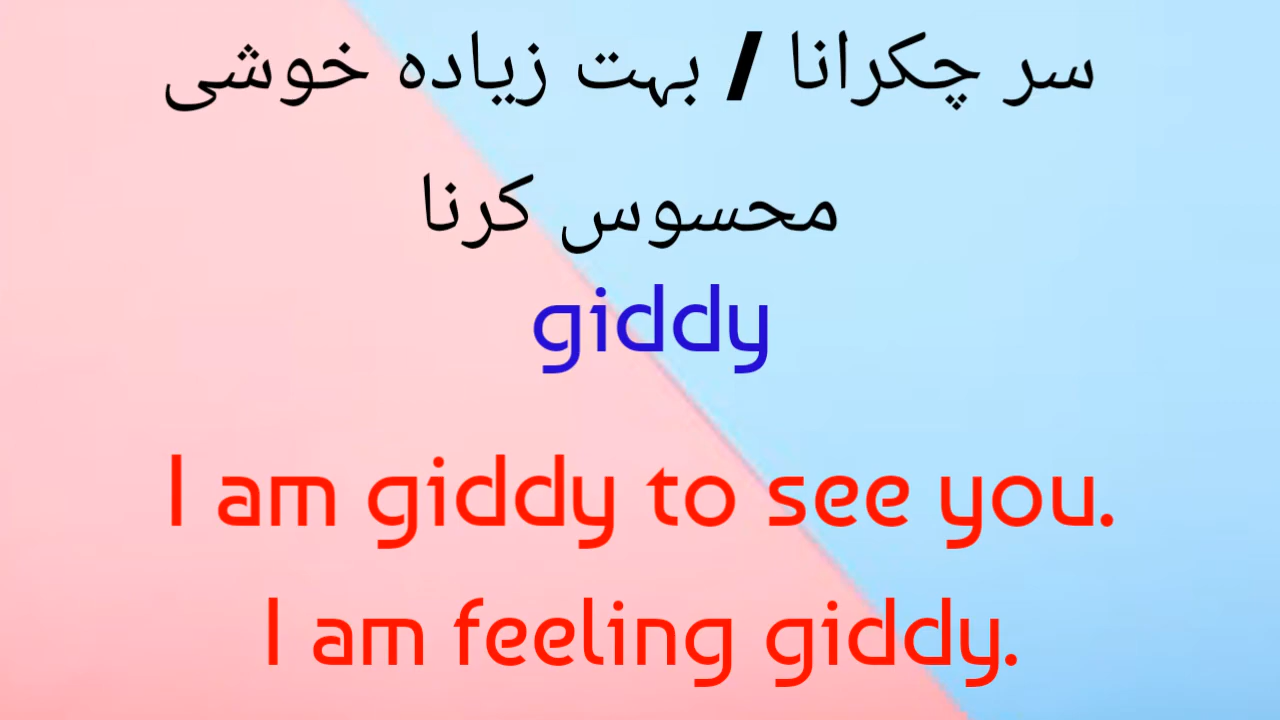 سر چکرانا / بہت زیادہ خوشی
محسوس کرنا
giddy
I am giddy to see you.
I am feeling giddy.